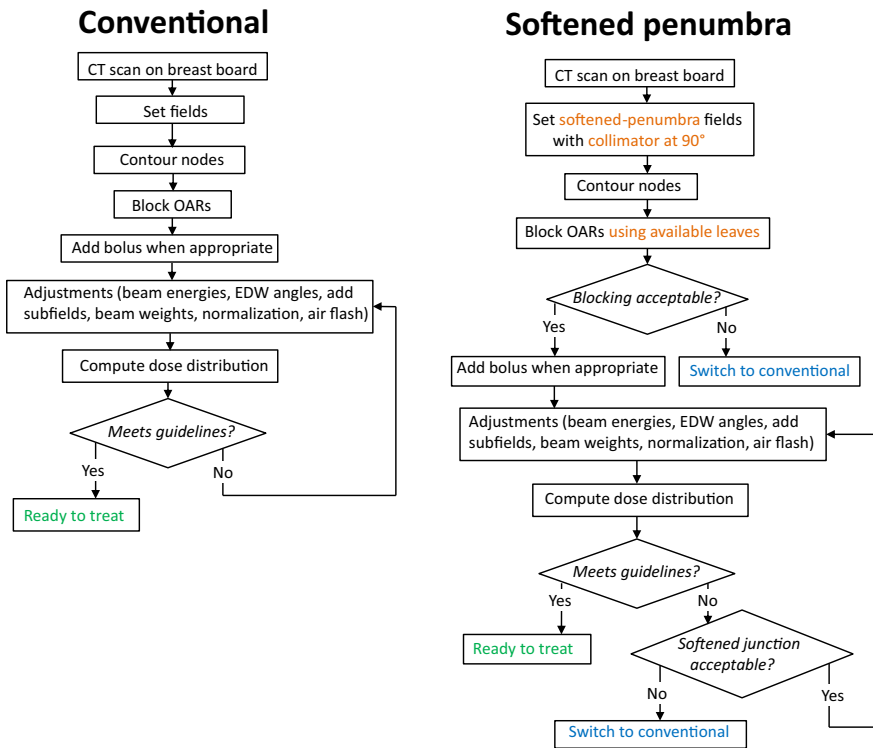 Conventional
CT scan on breast board
Set fields
Contour nodes
Block OARs
Add bolus when appropriate
Adjustments (beam energies, EDW angles, add
subfields, beam weights, normalization, air flash)
Compute dose distribution
Meets guidelines?
Yes
No
Ready to treat
Softened penumbra
CT scan on breast board
Set softened-penumbra fields
with collimator at 90°
Contour nodes
Block OARs using available leaves
Blocking acceptable?
Yes
No
Add bolus when appropriate
Switch to conventional
Adjustments (beam energies, EDW angles, add
subfields, beam weights, normalization, air flash)
Compute dose distribution
Meets guidelines?
Yes
No
Ready to treat
Softened junction
acceptable?
No
Yes
Switch to conventional